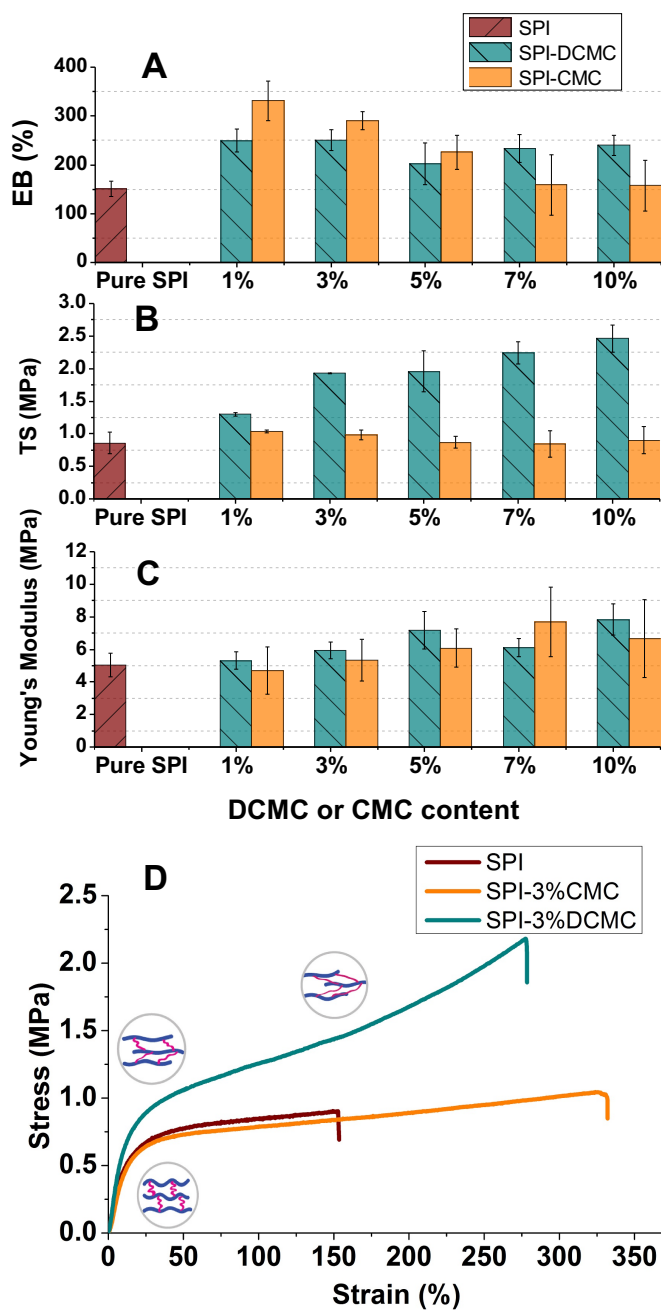 SPI
SPI-DCMC
SPI-CMC
A
EB (%)
400
300
200
100
0
Pure SPI 1% 3% 5% 7% 10%
B
TS (MPa)
3.0
2.5
2.0
1.5
1.0
0.5
0.0
Pure SPI 1% 3% 5% 7% 10%
C
Young's Modulus (MPa)
12
10
8
6
4
2
0
Pure SPI 1% 3% 5% 7% 10%
DCMC or CMC content
D
SPI
SPI-3%CMC
SPI-3%DCMC
Stress (MPa)
2.5
2.0
1.5
1.0
0.5
0.0
0 50 100 150 200 250 300 350
Strain (%)